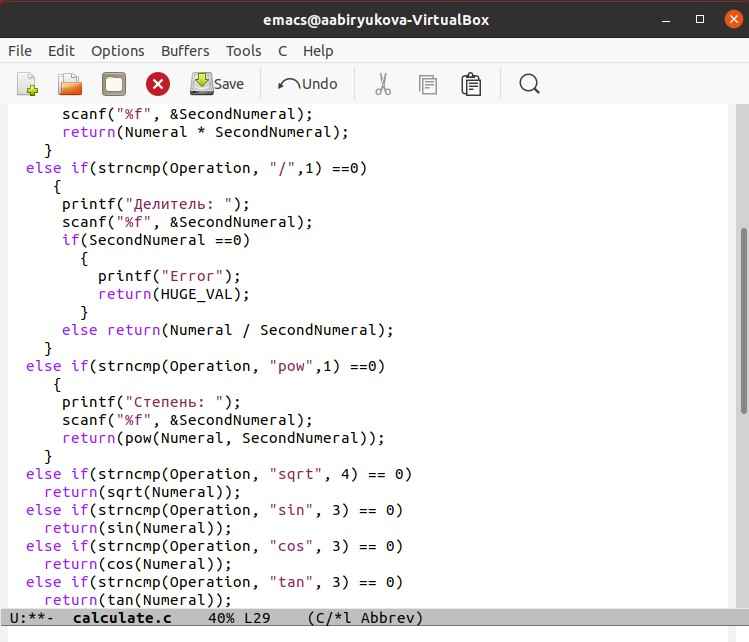 emacs@aabiryukova-VirtualBox
File Edit Options Buffers Tools C Help
Save Undo
scanf("%f", &SecondNumeral);
return(Numeral * SecondNumeral);
}
else if(strncmp(Operation, "/",1) ==0)
{
printf("Делитель: ");
scanf("%f", &SecondNumeral);
if(SecondNumeral ==0)
{
printf("Error");
return(HUGE_VAL);
}
else return(Numeral / SecondNumeral);
}
else if(strncmp(Operation, "pow",1) ==0)
{
printf("Степень: ");
scanf("%f", &SecondNumeral);
return(pow(Numeral, SecondNumeral));
}
else if(strncmp(Operation, "sqrt", 4) == 0)
return(sqrt(Numeral));
else if(strncmp(Operation, "sin", 3) == 0)
return(sin(Numeral));
else if(strncmp(Operation, "cos", 3) == 0)
return(cos(Numeral));
else if(strncmp(Operation, "tan", 3) == 0)
return(tan(Numeral));
U:**- calculate.c 40% L29 (C/*l Abbrev)